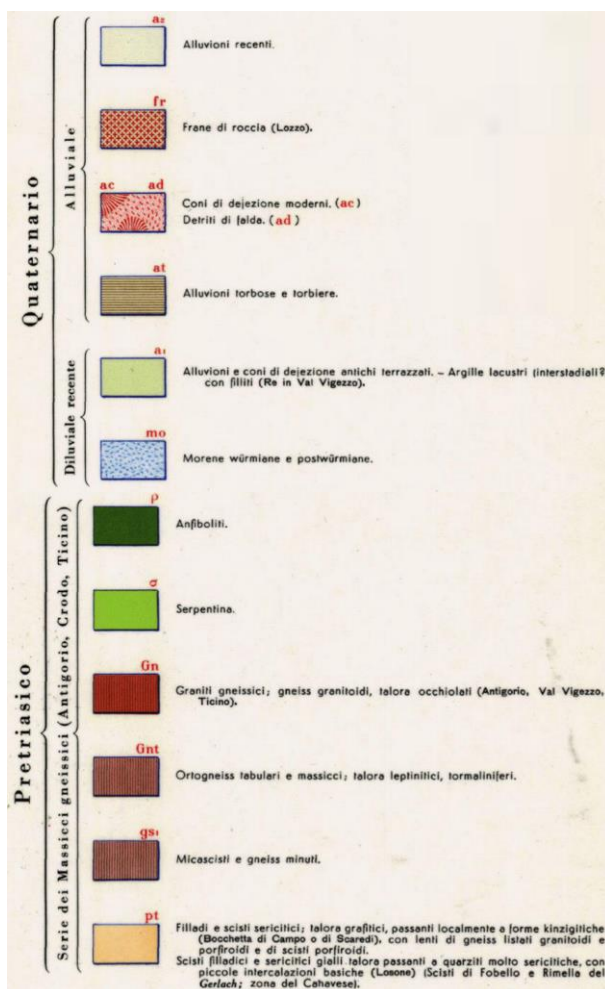 Quaternario
Alluviale
a2
Alluvioni recenti.
fr
Frane di roccia (Lozzo).
ac ad
Coni di dejezione moderni. (ac)
Detriti di falda. (ad)
at
Alluvioni torbose e torbiere.
Diluviale recente
a1
Alluvioni e coni di dejezione antichi terrazzati. – Argille lacustri (interstadiali?
con filliti (Re in Val Vigezzo).
mo
Morene würmiane e postwürmiane.
Pretriasico
Serie dei Massicci gneissici (Antigorio, Crodo, Ticino)
ρ
Anfiboliti.
σ
Serpentina.
Gn
Graniti gneissici; gneiss granitoidi, talora occhiolati (Antigorio, Val Vigezzo,
Ticino).
Gnt
Ortogneiss tabulari e massicci; talora leptinitici, tormaliniferi.
gs1
Micascisti e gneiss minuti.
pt
Filladi e scisti sericitici; talora grafitici, passanti localmente a forme kinzigitiche
(Bocchetta di Campo o di Scaredi), con lenti di gneiss listati granitoidi e
porfiroidi e di scisti porfiroidi.
Scisti filladici e sericitici gialli talora passanti a quarziti molto sericitiche, con
piccole intercalazioni basiche (Losone) (Scisti di Fobello e Rimella del
Gerlach; zona del Cahavese).